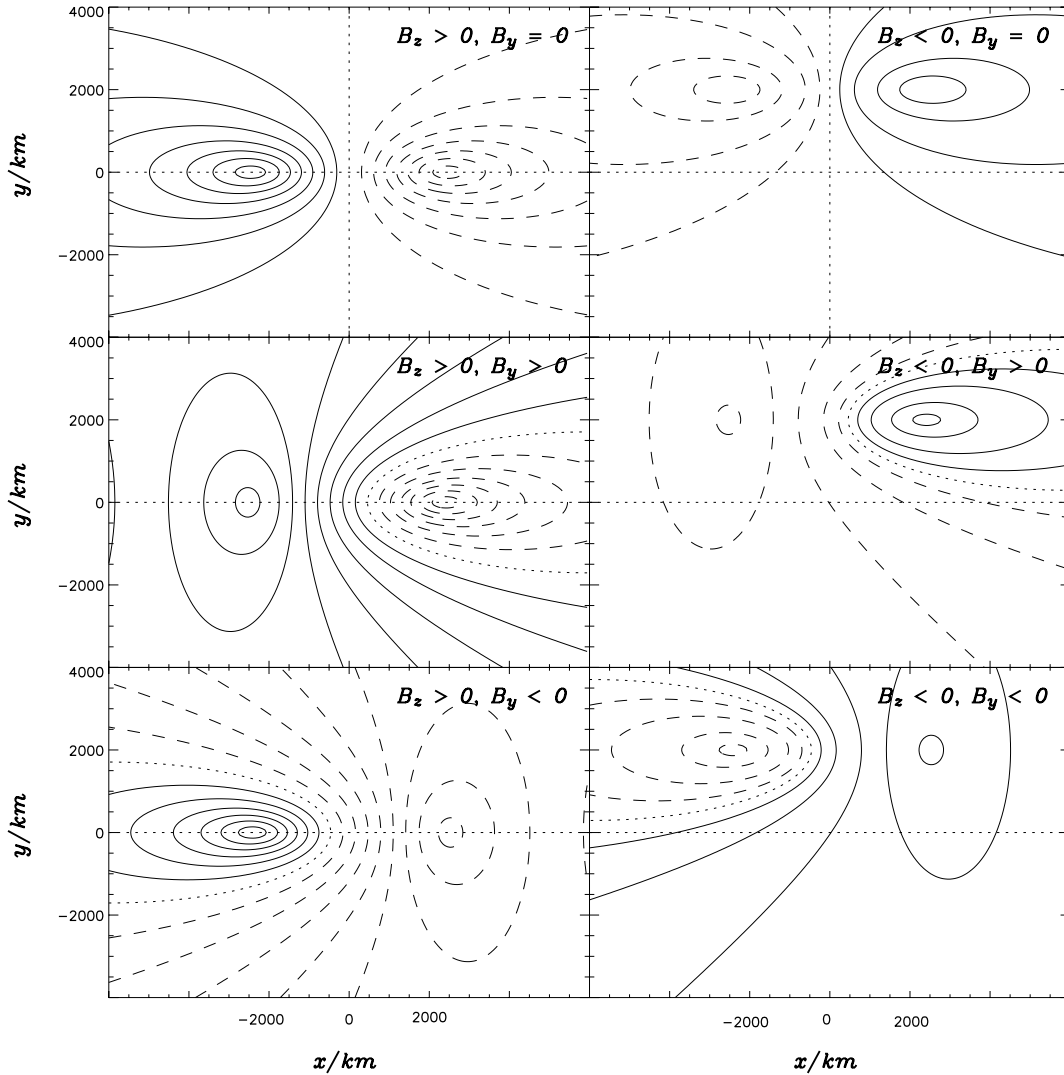 4000
B_z > 0, B_y = 0
B_z < 0, B_y = 0
2000
y/km
0
−2000
4000
B_z > 0, B_y > 0
B_z < 0, B_y > 0
2000
y/km
0
−2000
4000
B_z > 0, B_y < 0
B_z < 0, B_y < 0
2000
y/km
0
−2000
−2000 0 2000
−2000 0 2000
x/km
x/km